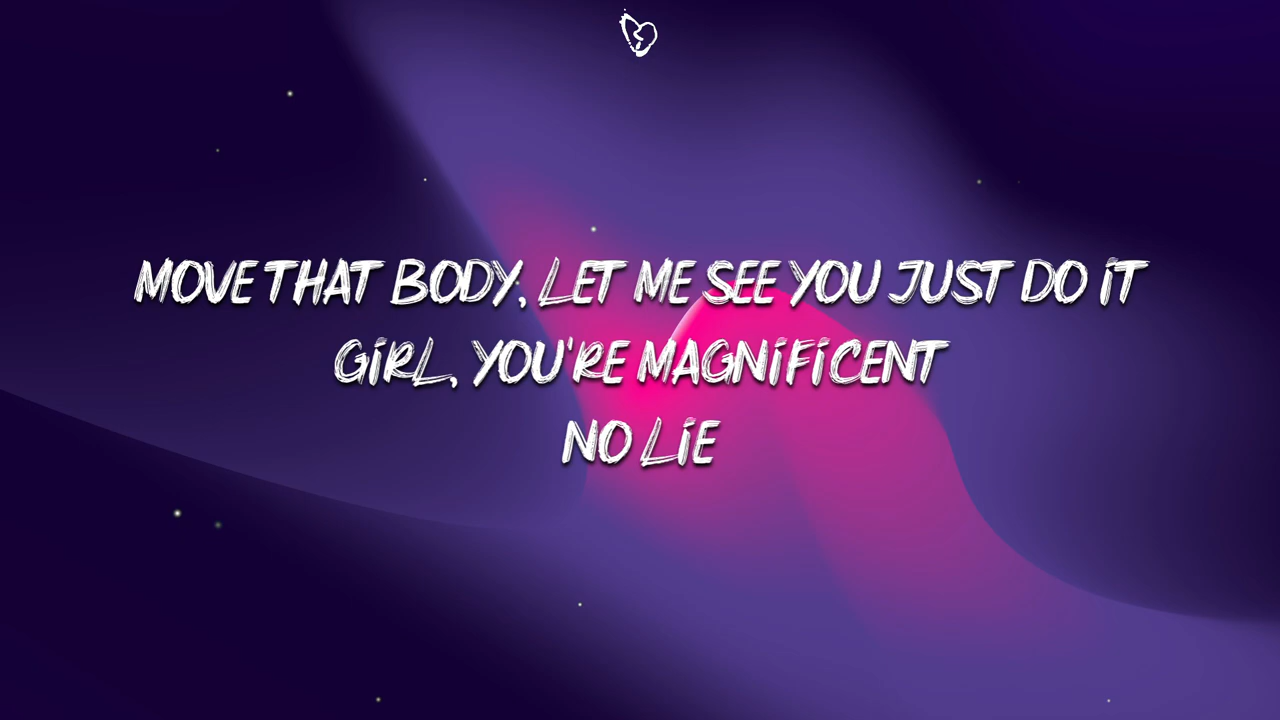 MOVE THAT BODY, LET ME SEE YOU JUST DO IT
GIRL, YOU'RE MAGNIFICENT
NO LIE